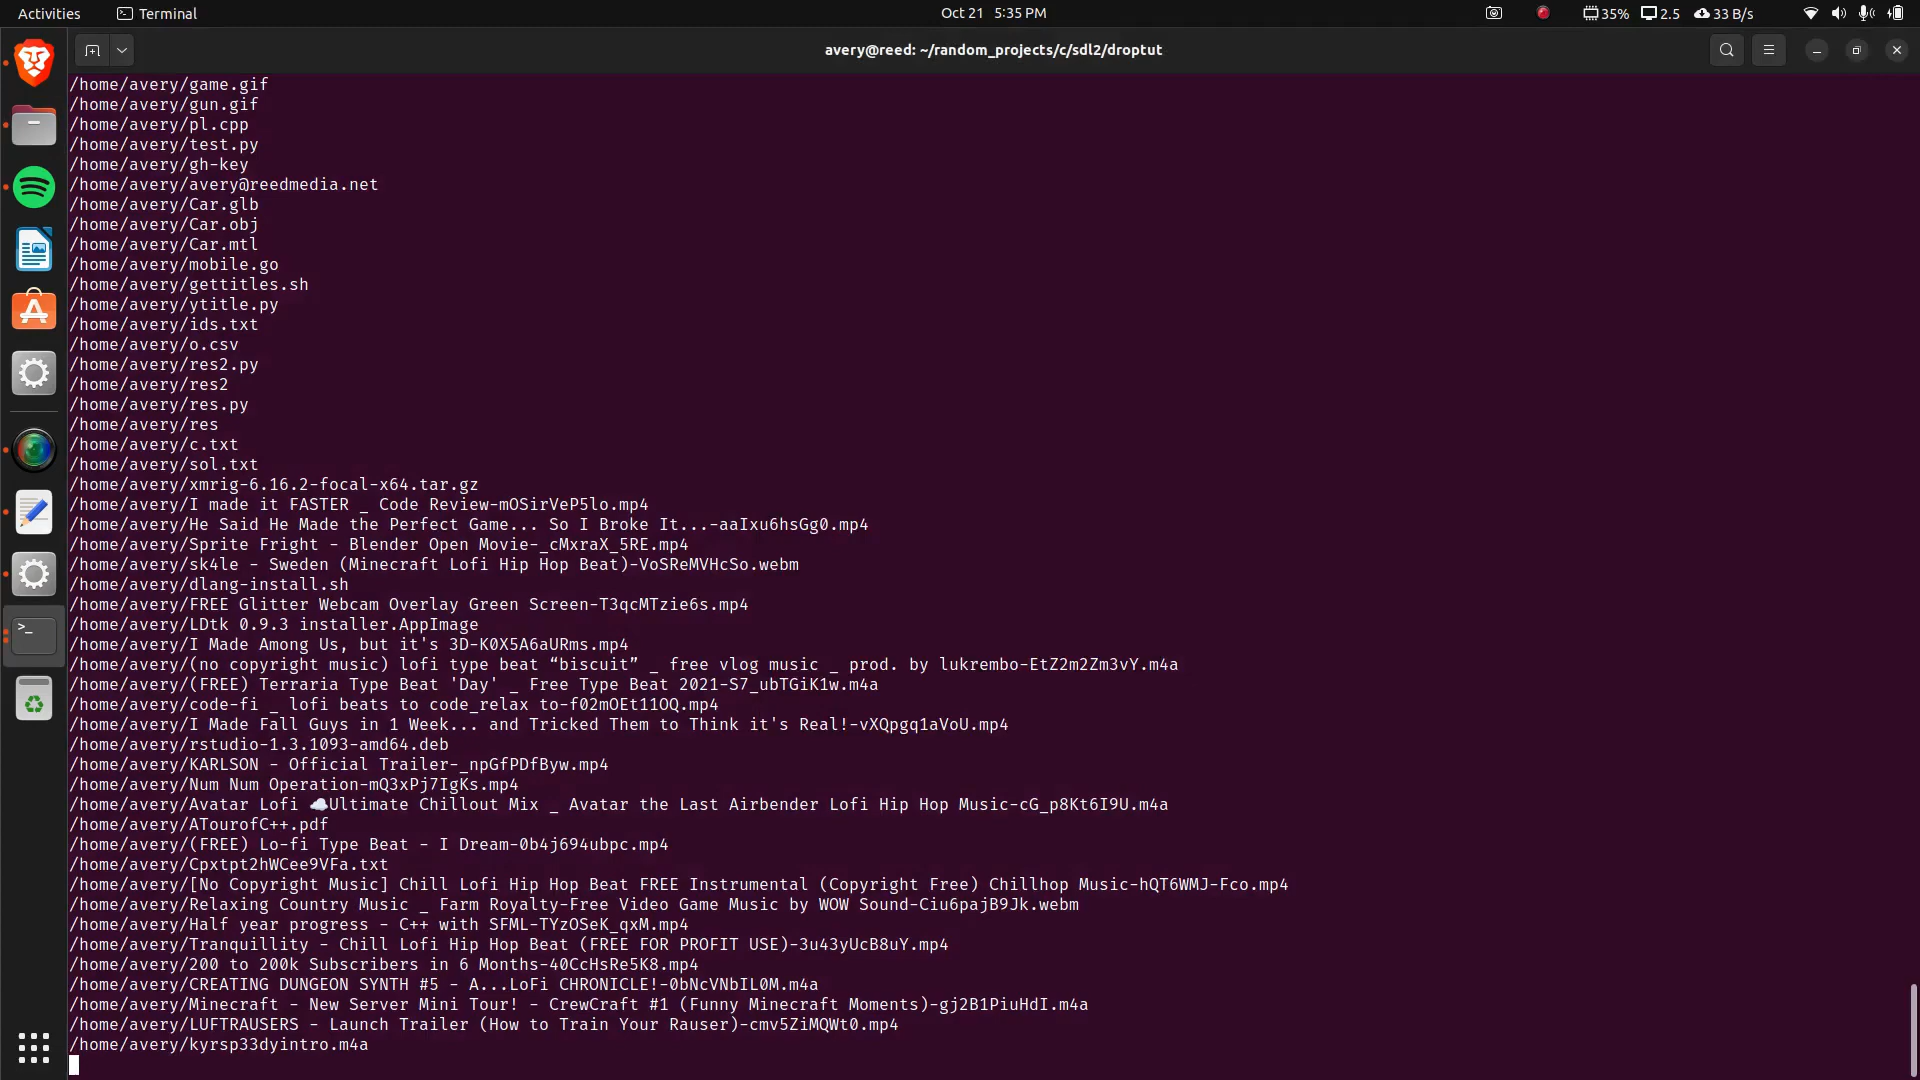 Activities
Terminal
Oct 21 5:35 PM
35%
2.5
33 B/s
avery@reed: ~/random_projects/c/sdl2/droptut
/home/avery/game.gif
/home/avery/gun.gif
/home/avery/pl.cpp
/home/avery/test.py
/home/avery/gh-key
/home/avery/avery@reedmedia.net
/home/avery/Car.glb
/home/avery/Car.obj
/home/avery/Car.mtl
/home/avery/mobile.go
/home/avery/gettitles.sh
/home/avery/ytitle.py
/home/avery/ids.txt
/home/avery/o.csv
/home/avery/res2.py
/home/avery/res2
/home/avery/res.py
/home/avery/res
/home/avery/c.txt
/home/avery/sol.txt
/home/avery/xmrig-6.16.2-focal-x64.tar.gz
/home/avery/I made it FASTER _ Code Review-mOSirVeP5lo.mp4
/home/avery/He Said He Made the Perfect Game... So I Broke It...-aaIxu6hsGg0.mp4
/home/avery/Sprite Fright - Blender Open Movie-_cMxraX_5RE.mp4
/home/avery/sk4le - Sweden (Minecraft Lofi Hip Hop Beat)-VoSReMVHcSo.webm
/home/avery/dlang-install.sh
/home/avery/FREE Glitter Webcam Overlay Green Screen-T3qcMTzie6s.mp4
/home/avery/LDtk 0.9.3 installer.AppImage
/home/avery/I Made Among Us, but it's 3D-K0X5A6aURms.mp4
/home/avery/(no copyright music) lofi type beat “biscuit” _ free vlog music _ prod. by lukrembo-EtZ2m2Zm3vY.m4a
/home/avery/(FREE) Terraria Type Beat 'Day' _ Free Type Beat 2021-S7_ubTGiK1w.m4a
/home/avery/code-fi _ lofi beats to code_relax to-f02mOEt11OQ.mp4
/home/avery/I Made Fall Guys in 1 Week... and Tricked Them to Think it's Real!-vXQpgq1aVoU.mp4
/home/avery/rstudio-1.3.1093-amd64.deb
/home/avery/KARLSON - Official Trailer-_npGfPDfByw.mp4
/home/avery/Num Num Operation-mQ3xPj7IgKs.mp4
/home/avery/Avatar Lofi ☁️Ultimate Chillout Mix _ Avatar the Last Airbender Lofi Hip Hop Music-cG_p8Kt6I9U.m4a
/home/avery/ATourofC++.pdf
/home/avery/(FREE) Lo-fi Type Beat - I Dream-0b4j694ubpc.mp4
/home/avery/Cpxtpt2hWCee9VFa.txt
/home/avery/[No Copyright Music] Chill Lofi Hip Hop Beat FREE Instrumental (Copyright Free) Chillhop Music-hQT6WMJ-Fco.mp4
/home/avery/Relaxing Country Music _ Farm Royalty-Free Video Game Music by WOW Sound-Ciu6pajB9Jk.webm
/home/avery/Half year progress - C++ with SFML-TYzOSeK_qxM.mp4
/home/avery/Tranquillity - Chill Lofi Hip Hop Beat (FREE FOR PROFIT USE)-3u43yUcB8uY.mp4
/home/avery/200 to 200k Subscribers in 6 Months-40CcHsRe5K8.mp4
/home/avery/CREATING DUNGEON SYNTH #5 - A...LoFi CHRONICLE!-0bNcVNbIL0M.m4a
/home/avery/Minecraft - New Server Mini Tour! - CrewCraft #1 (Funny Minecraft Moments)-gj2B1PiuHdI.m4a
/home/avery/LUFTRAUSERS - Launch Trailer (How to Train Your Rauser)-cmv5ZiMQWt0.mp4
/home/avery/kyrsp33dyintro.m4a